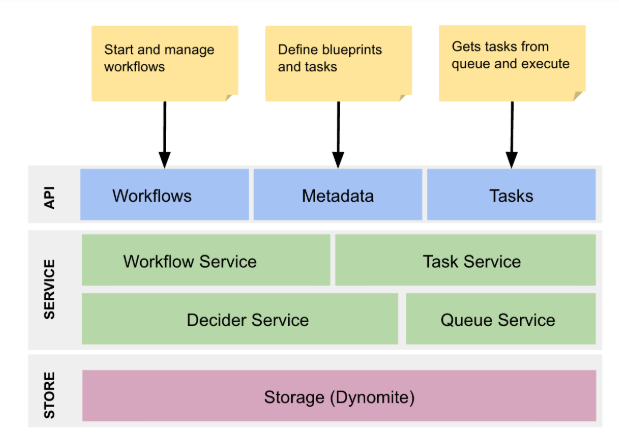 Start and manage
workflows
Define blueprints
and tasks
Gets tasks from
queue and execute
API
Workflows
Metadata
Tasks
SERVICE
Workflow Service
Task Service
Decider Service
Queue Service
STORE
Storage (Dynomite)